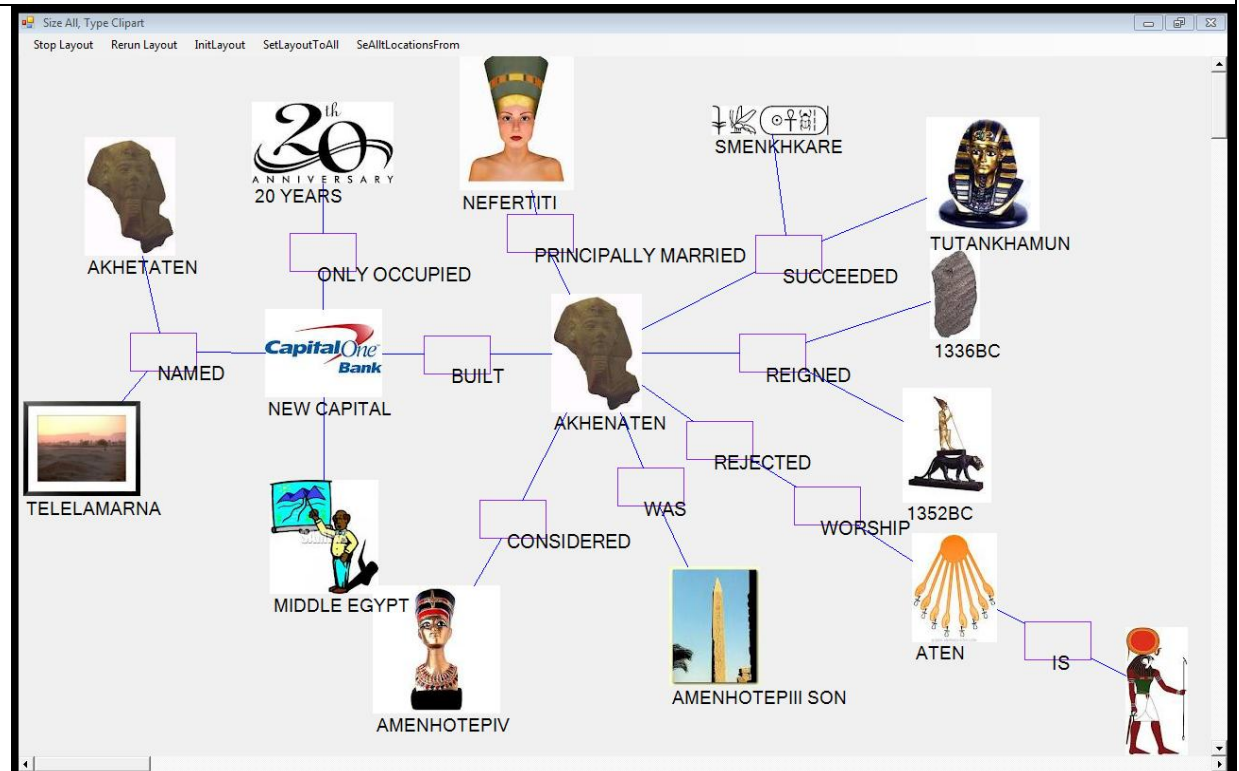 Size All, Type Clipart
Stop Layout Rerun Layout InitLayout SetLayoutToAll SeAlltLocationsFrom
20th
ANNIVERSARY
20 YEARS
NEFERTITI
SMENKHKARE
TUTANKHAMUN
AKHETATEN
ONLY OCCUPIED
PRINCIPALLY MARRIED
SUCCEEDED
CapitalOne
Bank
NAMED
NEW CAPITAL
BUILT
AKHENATEN
REIGNED
1336BC
1352BC
TELELAMARNA
MIDDLE EGYPT
CONSIDERED
WAS
REJECTED
WORSHIP
AMENHOTEPIV
AMENHOTEPIII SON
ATEN
IS